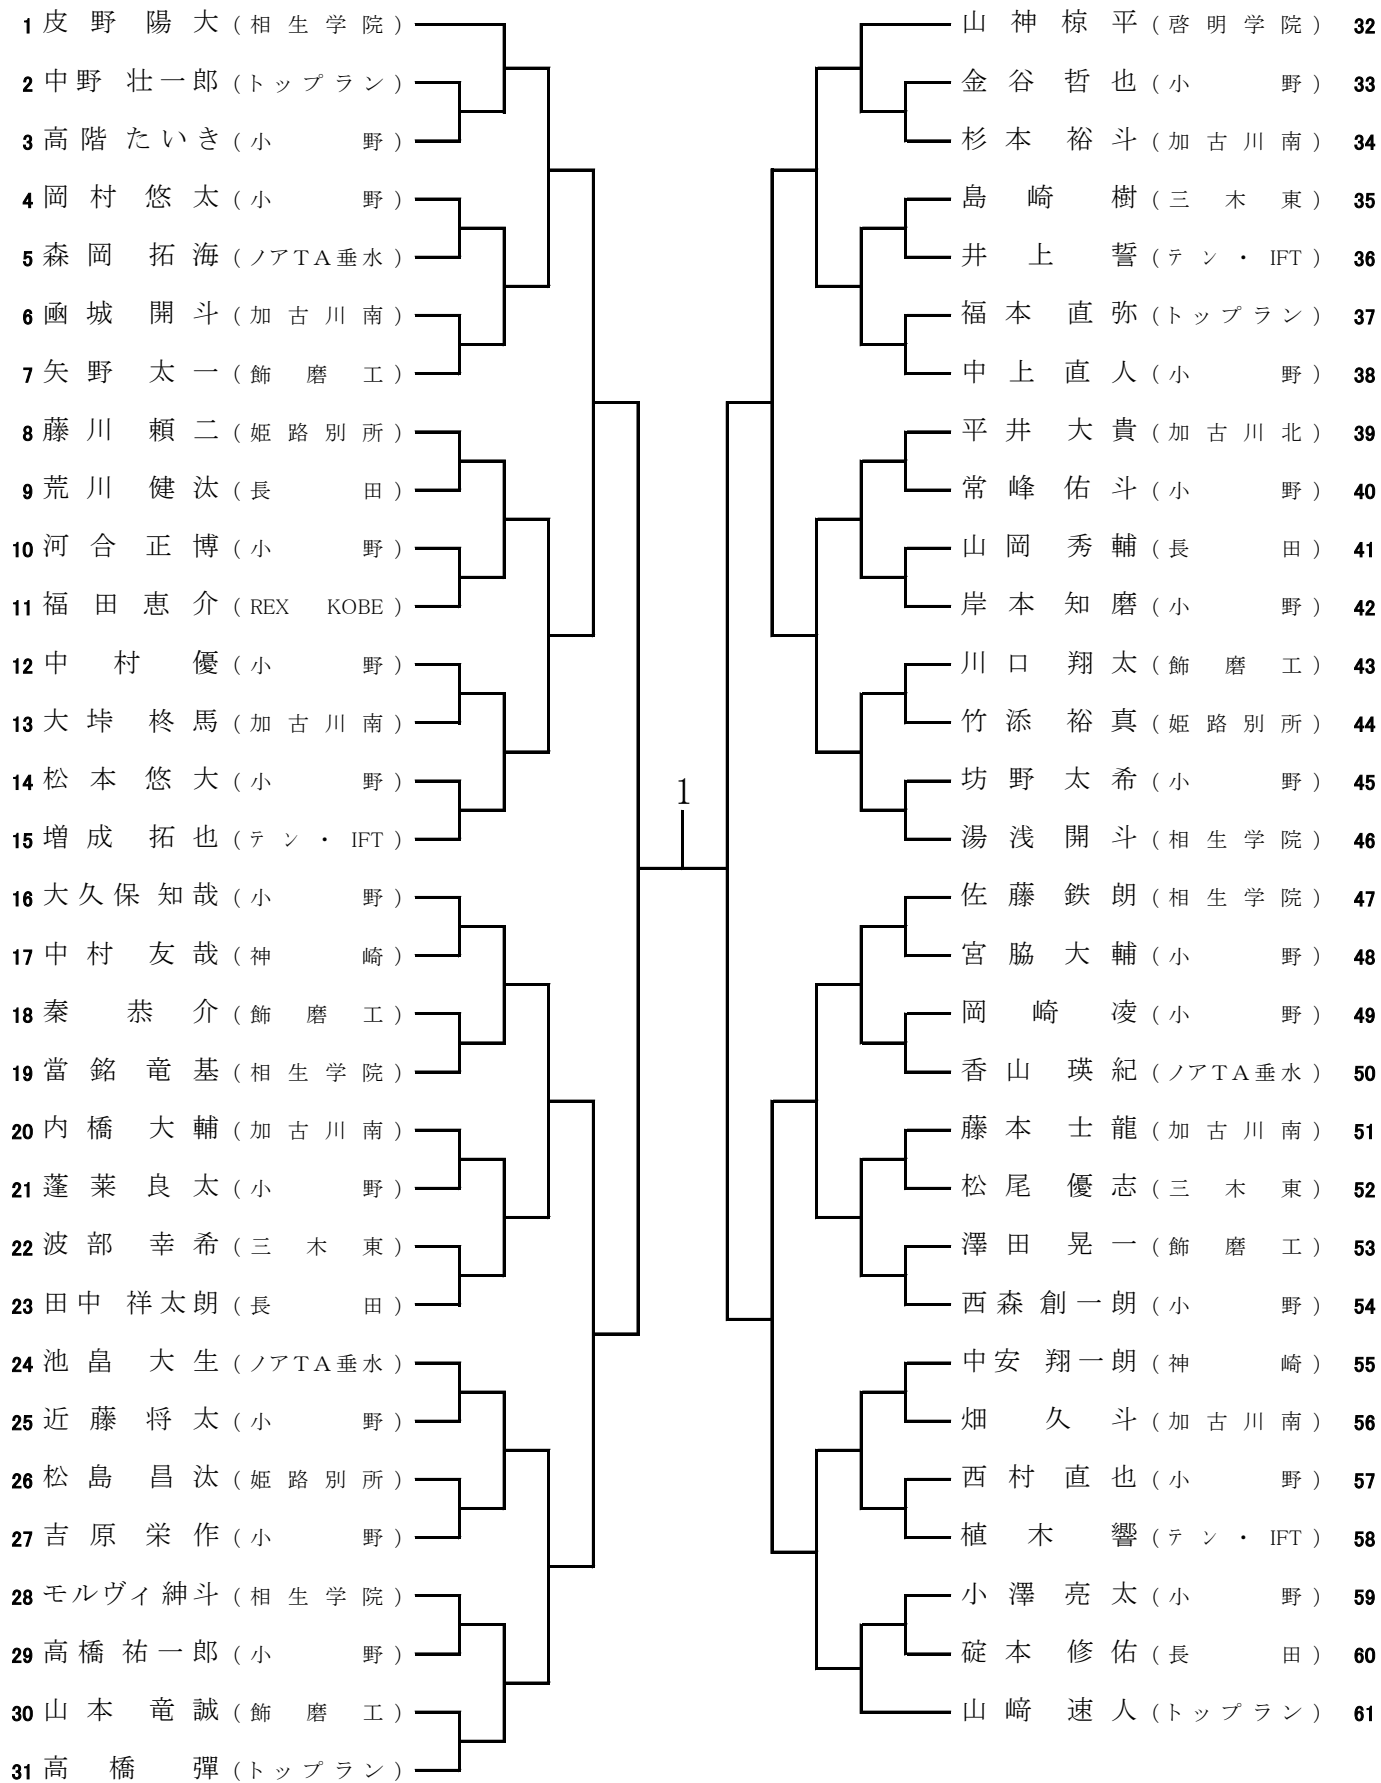 1 皮野陽大(相生学院)
2 中野壮一郎(トップラン)
3 高階たいき(小野)
4 岡村悠太(小野)
5 森岡拓海(ノアTA垂水)
6 凾城開斗(加古川南)
7 矢野太一(飾磨工)
8 藤川頼二(姫路別所)
9 荒川健汰(長田)
10 河合正博(小野)
11 福田恵介(REX KOBE)
12 中村優(小野)
13 大垰柊馬(加古川南)
14 松本悠大(小野)
15 増成拓也(テン・IFT)
16 大久保知哉(小野)
17 中村友哉(神崎)
18 秦恭介(飾磨工)
19 當銘竜基(相生学院)
20 内橋大輔(加古川南)
21 蓬莱良太(小野)
22 波部幸希(三木東)
23 田中祥太朗(長田)
24 池畠大生(ノアTA垂水)
25 近藤将太(小野)
26 松島昌汰(姫路別所)
27 吉原栄作(小野)
28 モルヴィ紳斗(相生学院)
29 高橋祐一郎(小野)
30 山本竜誠(飾磨工)
31 高橋彈(トップラン)
1
山神椋平(啓明学院) 32
金谷哲也(小野) 33
杉本裕斗(加古川南) 34
島崎樹(三木東) 35
井上誓(テン・IFT) 36
福本直弥(トップラン) 37
中上直人(小野) 38
平井大貴(加古川北) 39
常峰佑斗(小野) 40
山岡秀輔(長田) 41
岸本知磨(小野) 42
川口翔太(飾磨工) 43
竹添裕真(姫路別所) 44
坊野太希(小野) 45
湯浅開斗(相生学院) 46
佐藤鉄朗(相生学院) 47
宮脇大輔(小野) 48
岡崎凌(小野) 49
香山瑛紀(ノアTA垂水) 50
藤本士龍(加古川南) 51
松尾優志(三木東) 52
澤田晃一(飾磨工) 53
西森創一朗(小野) 54
中安翔一朗(神崎) 55
畑久斗(加古川南) 56
西村直也(小野) 57
植木響(テン・IFT) 58
小澤亮太(小野) 59
碇本修佑(長田) 60
山﨑速人(トップラン) 61